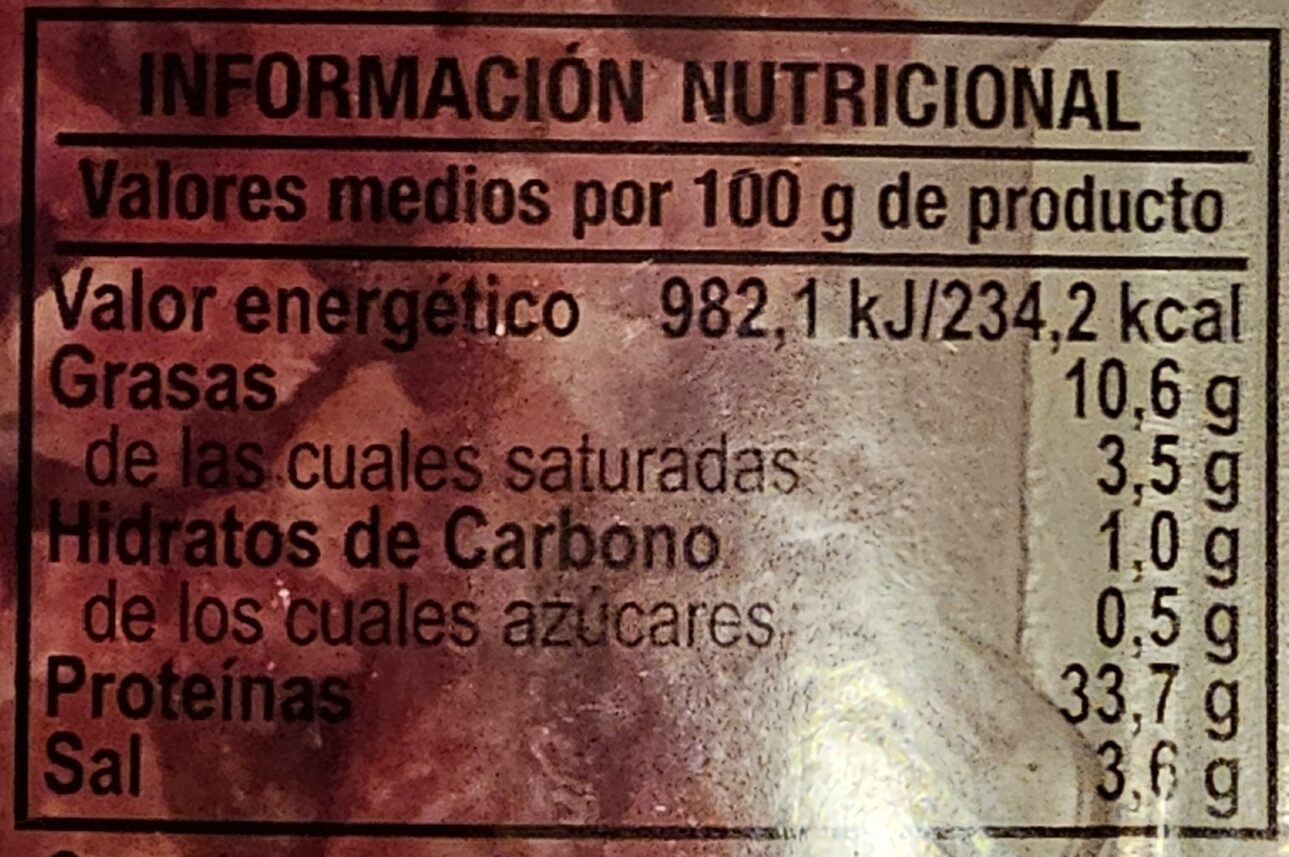 INFORMACIÓN NUTRICIONAL
Valores medios por 100 g de producto
Valor energético 982,1 kJ/234,2 kcal
Grasas 10,6 g
de las cuales saturadas 3,5 g
Hidratos de Carbono 1,0 g
de los cuales azúcares 0,5 g
Proteínas 33,7 g
Sal 3,6 g